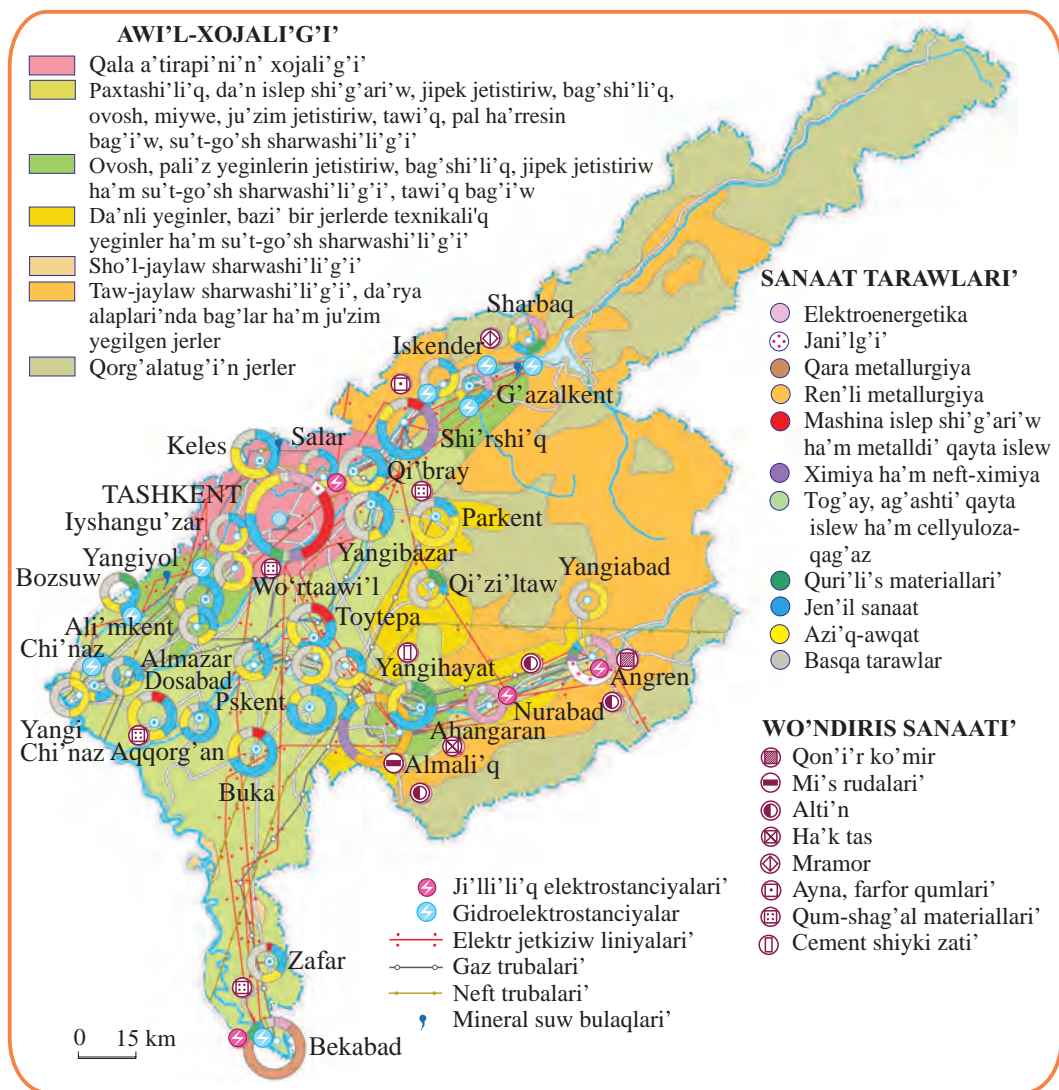 AWI’L-XOJALI’G’I’
Qala a’tirapi’ni’n’ xojali’g’i’
Paxtashi’li’q, da’n islep shi’g’ari’w, jipek jetistiriw, bag’shi’li’q,
ovosh, miywe, ju’zim jetistiriw, tawi’q, pal ha’rresin
bag’i’w, su’t-go’sh sharwashi’li’g’i’
Ovosh, pali’z yeginlerin jetistiriw, bag’shi’li’q, jipek jetistiriw
ha’m su’t-go’sh sharwashi’li’g’i’, tawi’q bag’i’w
Da’nli yeginler, bazi’ bir jerlerde texnikali'q
yeginler ha’m su’t-go’sh sharwashi’li’g’i’
Sho’l-jaylaw sharwashi’li’g’i’
Taw-jaylaw sharwashi’li’g’i’, da’rya
alaplari’nda bag’lar ha’m ju'zim
yegilgen jerler
Qorg’alatug’i’n jerler
SANAAT TARAWLARI’
Elektroenergetika
Jani’lg’i’
Qara metallurgiya
Ren’li metallurgiya
Mashina islep shi’g’ari’w
ha’m metalldi’ qayta islew
Ximiya ha’m neft-ximiya
Tog’ay, ag’ashti’ qayta
islew ha’m cellyuloza-
qag’az
Quri’li’s materiallari’
Jen’il sanaat
Azi’q-awqat
Basqa tarawlar
WO’NDIRIS SANAATI’
Qon’i’r ko’mir
Mi’s rudalari’
Alti’n
Ha’k tas
Mramor
Ayna, farfor qumlari’
Qum-shag’al materiallari’
Cement shiyki zati’
Sharbaq
Iskender
G’azalkent
Shi’rshi’q
Keles
Salar
Qi’bray
TASHKENT
Iyshangu’zar
Parkent
Yangiyol
Yangibazar
Bozsuw
Wo‘rtaawi’l
Qi’zi’ltaw
Yangiabad
Ali’mkent
Toytepa
Chi’naz
Almazar
Yangihayat
Dosabad
Angren
Pskent
Nurabad
Yangi
Chi’naz
Aqqorg’an
Ahangaran
Almali’q
Buka
Zafar
Bekabad
Ji’lli’li’q elektrostanciyalari’
Gidroelektrostanciyalar
Elektr jetkiziw liniyalari’
Gaz trubalari’
Neft trubalari’
Mineral suw bulaqlari’
0 15 km